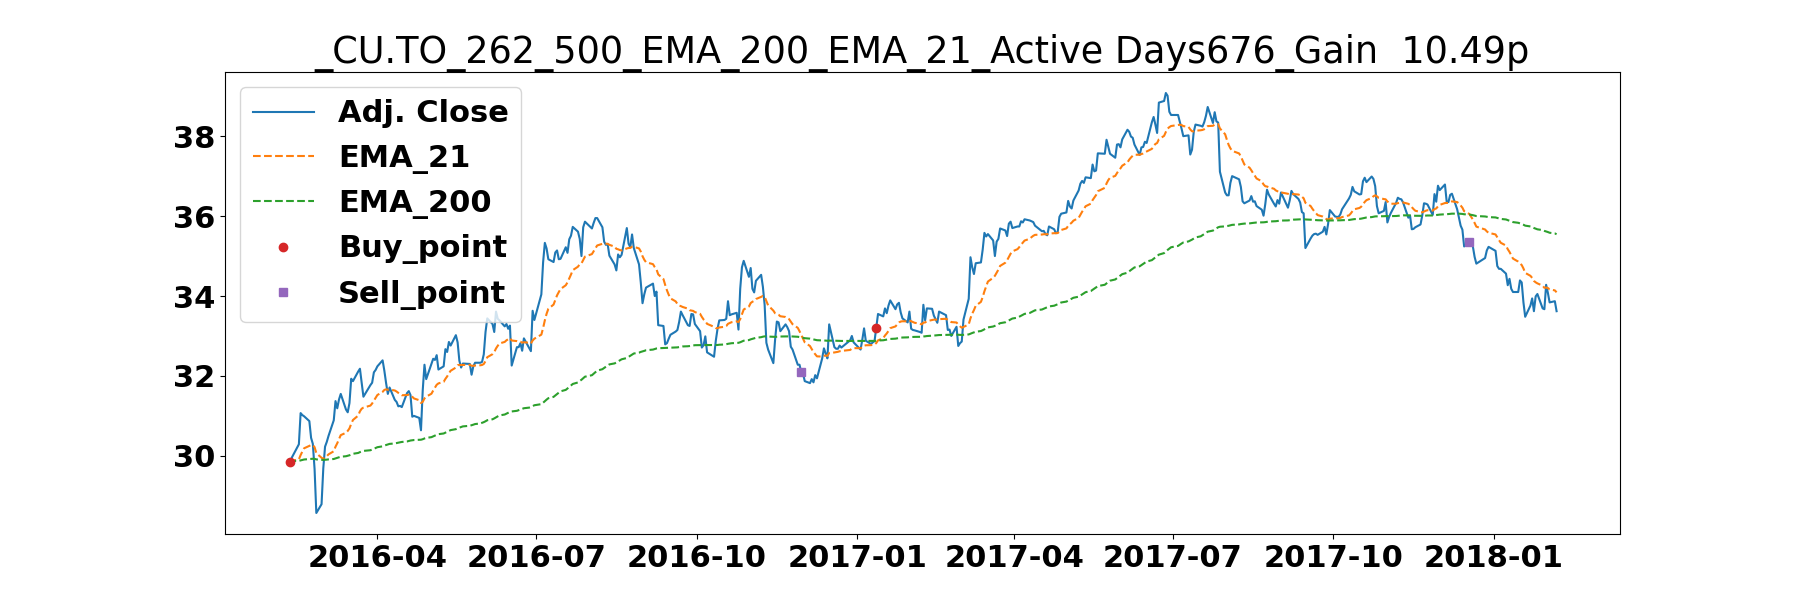 _CU.TO_262_500_EMA_200_EMA_21_Active Days676_Gain  10.49p
Adj. Close
EMA_21
EMA_200
Buy_point
Sell_point
38
36
34
32
30
2016-04
2016-07
2016-10
2017-01
2017-04
2017-07
2017-10
2018-01